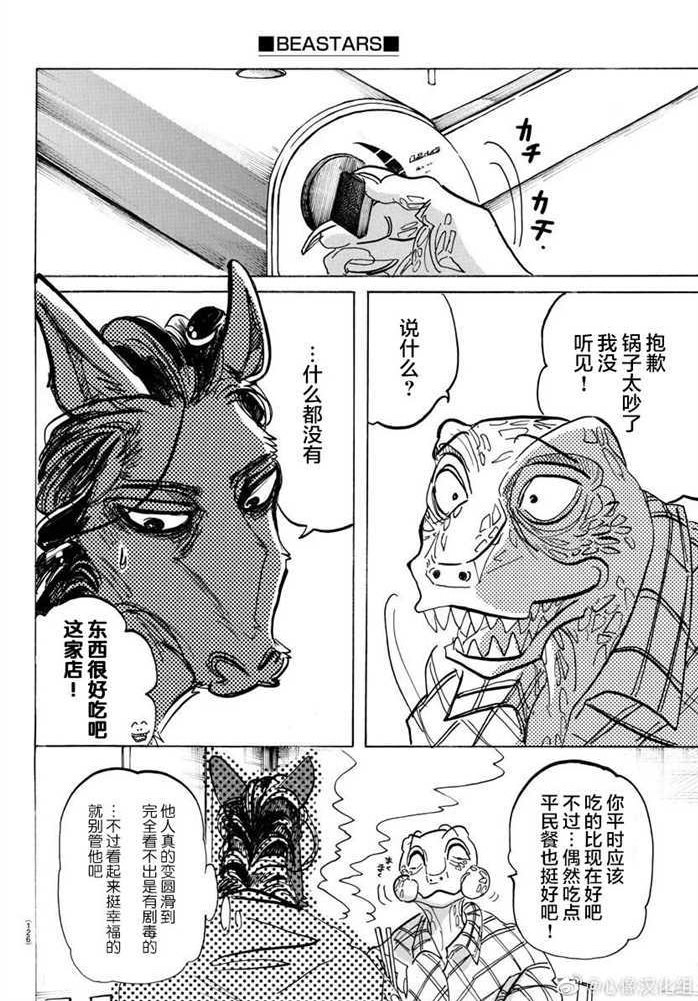 ■BEASTARS■
カチ
カチ.
抱歉
锅子太吵了
我没
听见！
说什么？
…什么都没有
东西很好吃吧
这家店！
你平时应该
吃的比现在好吧
不过…偶然吃点
平民餐也挺好吧！
他人真的变圆滑到
完全看不出是有剧毒的
…不过看起来挺幸福的
就别管他吧
(126)
@心像汉化组